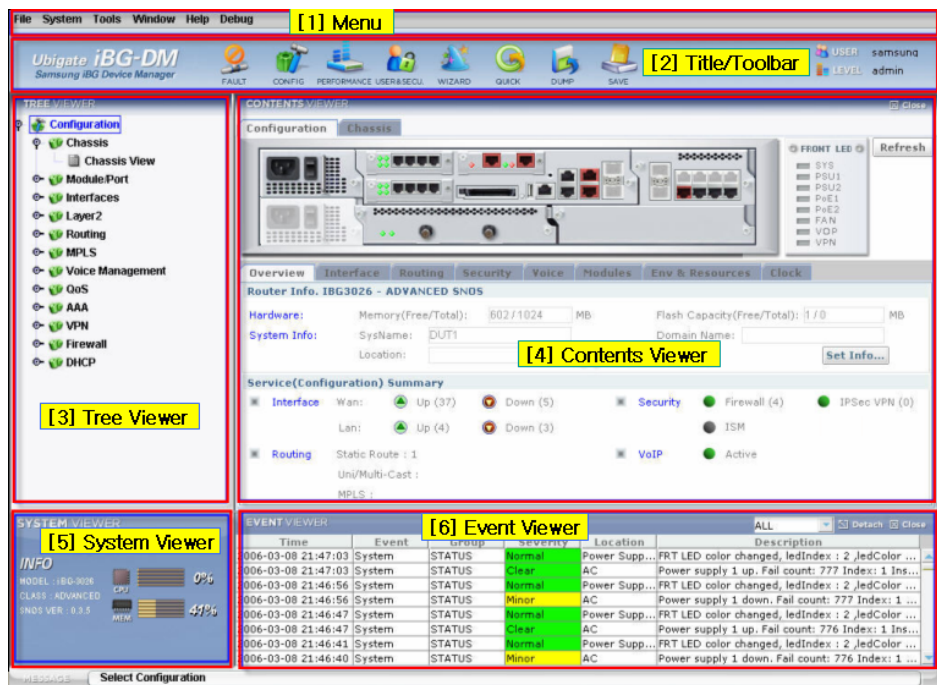 File System Tools Window Help Debug
[1] Menu
Ubigate iBG-DM
Samsung iBG Device Manager
FAULT CONFIG PERFORMANCE USER&SECU. WIZARD QUICK DUMP SAVE
[2] Title/Toolbar
USER samsung
LEVEL admin
TREE VIEWER
Configuration
Chassis
Chassis View
Module/Port
Interfaces
Layer2
Routing
MPLS
Voice Management
QoS
AAA
VPN
Firewall
DHCP
[3] Tree Viewer
CONTENTS VIEWER Close
Configuration Chassis
FRONT LED Refresh
SYS
PSU1
PSU2
PoE1
PoE2
FAN
VOP
VPN
Overview Interface Routing Security Voice Modules Env & Resources Clock
Router Info. IBG3026 - ADVANCED SNOS
Hardware: Memory(Free/Total): 602 / 1024 MB Flash Capacity(Free/Total): 1 / 0 MB
System Info: SysName: DUT1 Domain Name:
Location: Set Info...
[4] Contents Viewer
Service(Configuration) Summary
Interface Wan: Up (37) Down (5) Security Firewall (4) IPSec VPN (0)
Lan: Up (4) Down (3) ISM
Routing Static Route : 1 VoIP Active
Uni/Multi-Cast :
MPLS :
SYSTEM VIEWER
[5] System Viewer
INFO
MODEL : iBG-3026
CLASS : ADVANCED
SNOS VER : 0.2.5
CPU 0%
MEM 41%
EVENT VIEWER
[6] Event Viewer
ALL Detach Close
Time Event Group Severity Location Description
2006-03-08 21:47:03 System STATUS Normal Power Supp... FRT LED color changed, ledIndex : 2 ,ledColor ...
2006-03-08 21:47:03 System STATUS Clear AC Power supply 1 up. Fail count: 777 Index: 1 Ins...
2006-03-08 21:46:56 System STATUS Normal Power Supp... FRT LED color changed, ledIndex : 2 ,ledColor ...
2006-03-08 21:46:56 System STATUS Minor AC Power supply 1 down. Fail count: 777 Index: 1 ...
2006-03-08 21:46:47 System STATUS Normal Power Supp... FRT LED color changed, ledIndex : 2 ,ledColor ...
2006-03-08 21:46:47 System STATUS Clear AC Power supply 1 up. Fail count: 776 Index: 1 Ins...
2006-03-08 21:46:41 System STATUS Normal Power Supp... FRT LED color changed, ledIndex : 2 ,ledColor ...
2006-03-08 21:46:40 System STATUS Minor AC Power supply 1 down. Fail count: 776 Index: 1 ...
MESSAGE Select Configuration